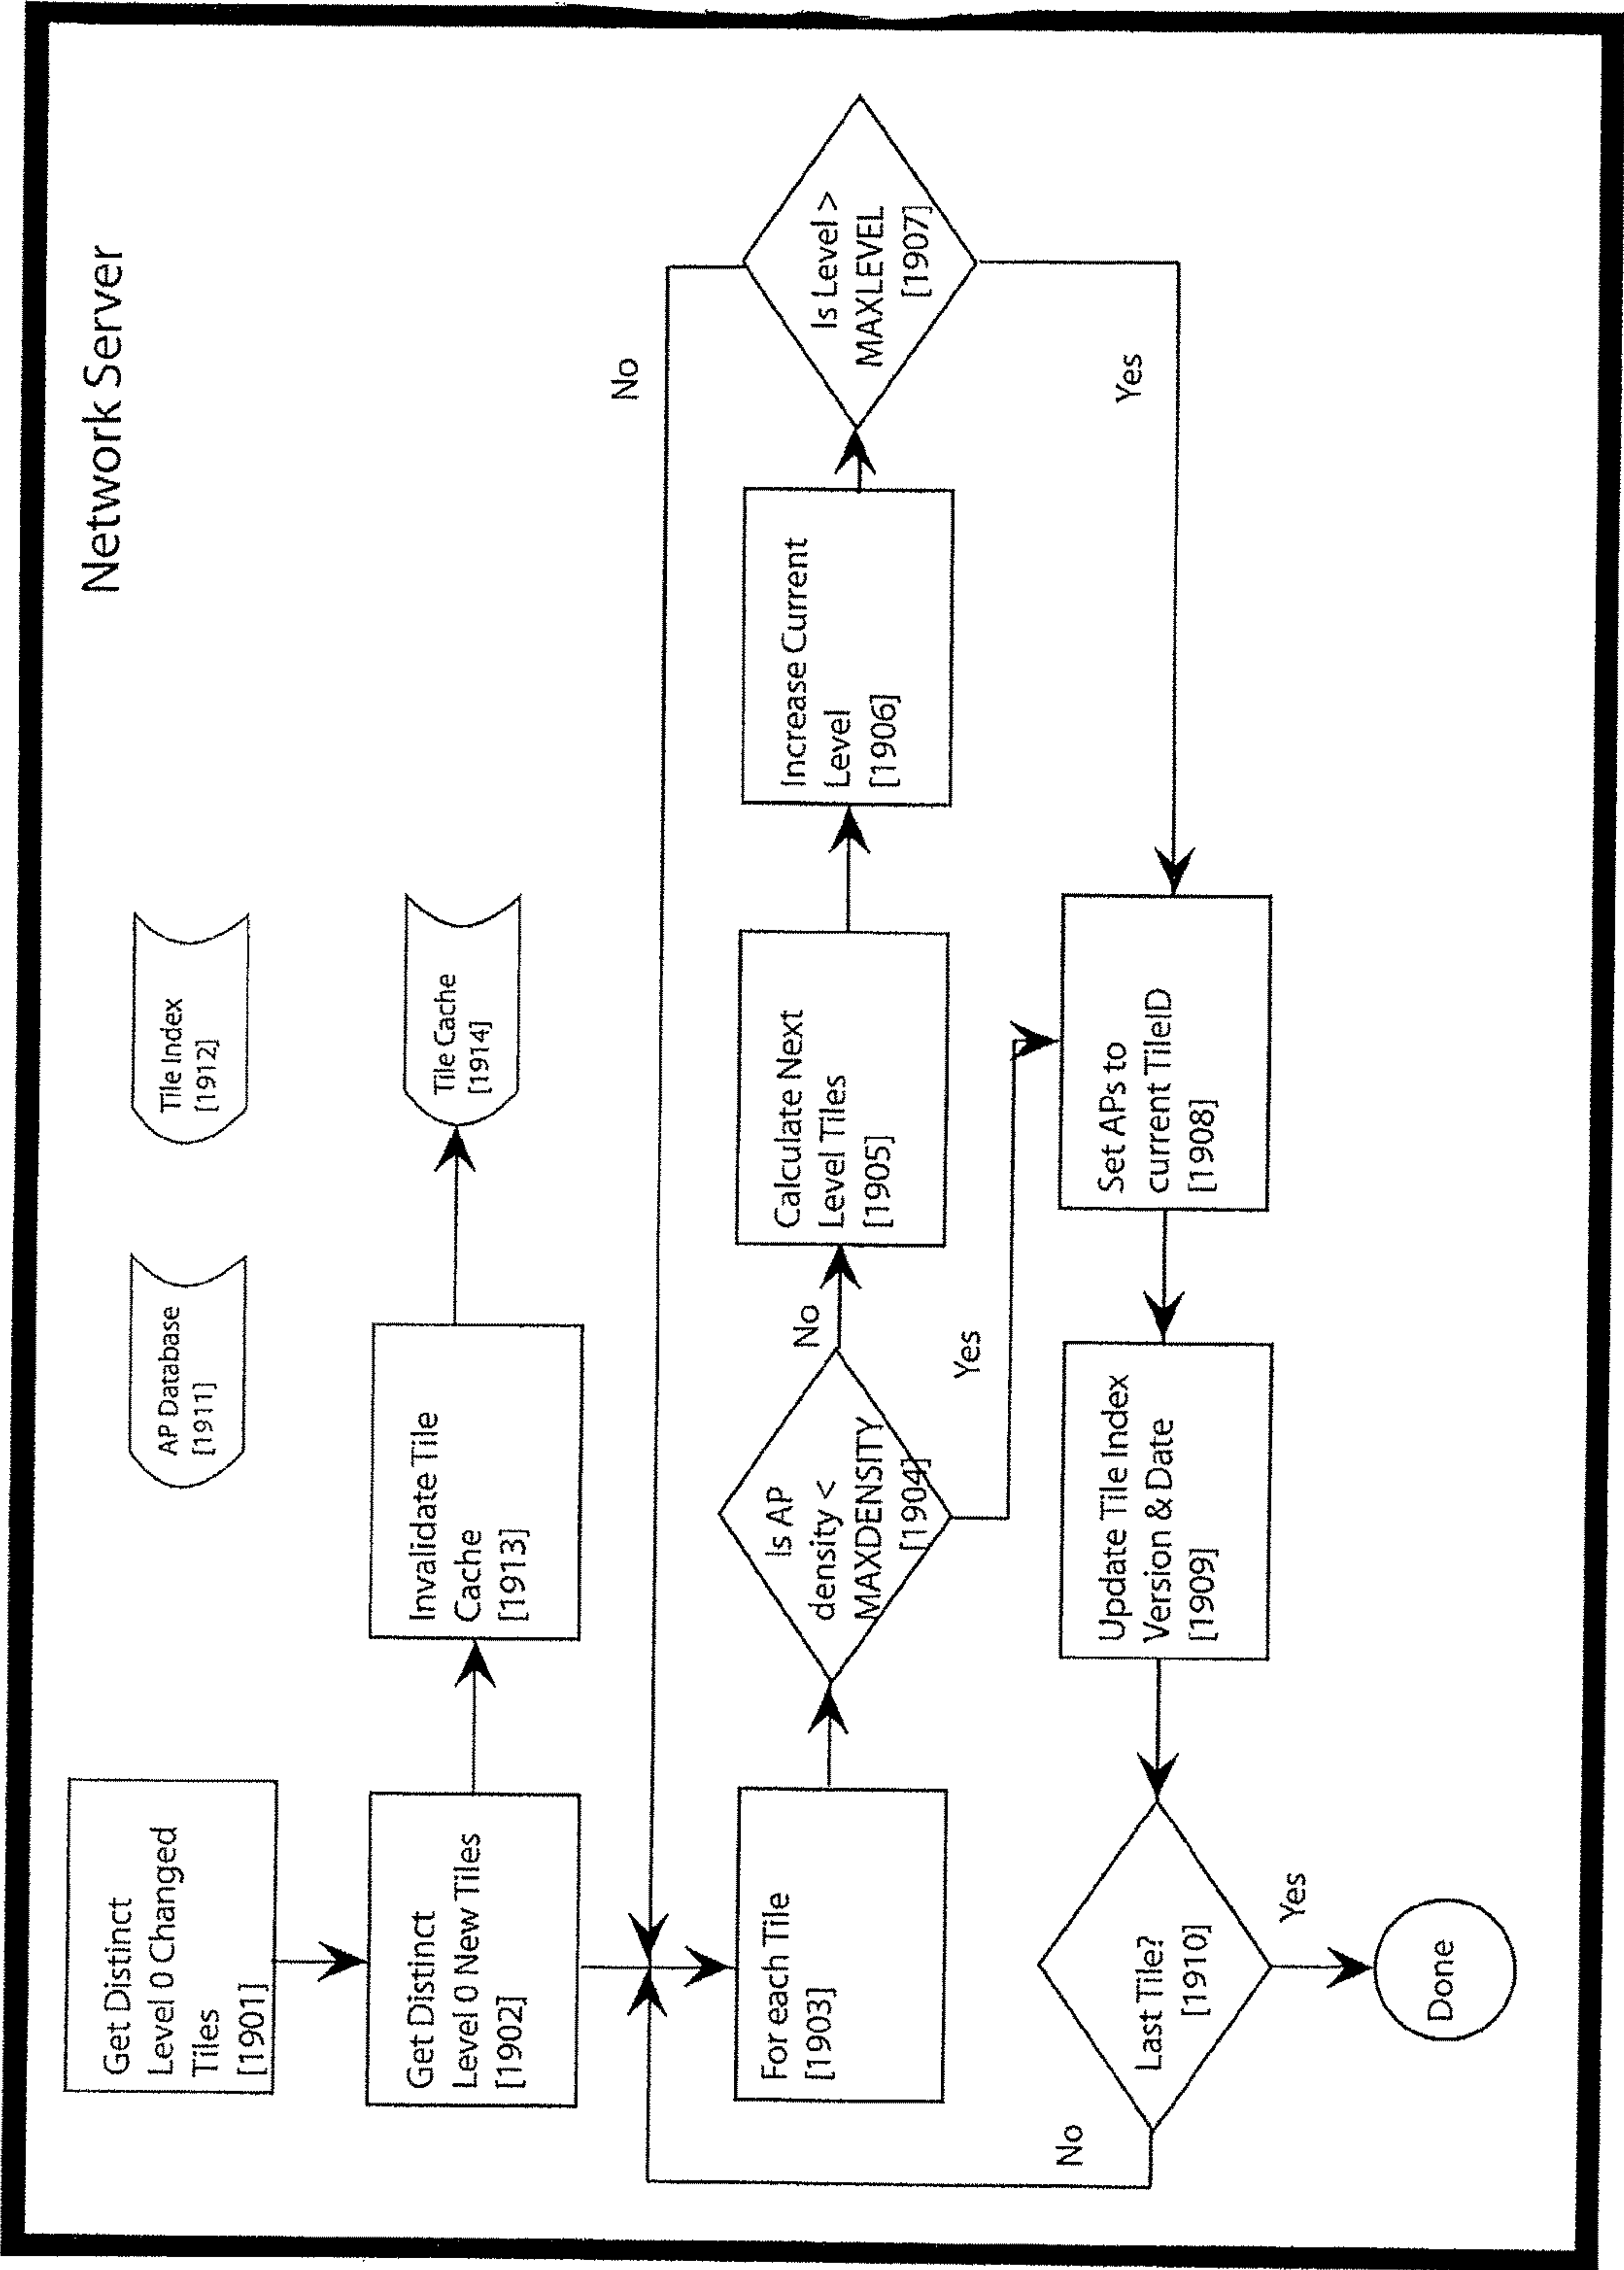 Network Server
Get Distinct
Level 0 Changed
Tiles
[1901]
AP Database
[1911]
Tile Index
[1912]
Get Distinct
Level 0 New Tiles
[1902]
Invalidate Tile
Cache
[1913]
Tile Cache
[1914]
No
For each Tile
[1903]
Is AP
density <
MAXDENSITY
[1904]
No
Yes
Calculate Next
Level Tiles
[1905]
Increase Current
Level
[1906]
Is Level >
MAXLEVEL
[1907]
Yes
Set APs to
current TileID
[1908]
Update Tile Index
Version & Date
[1909]
Last Tile?
[1910]
No
Yes
Done